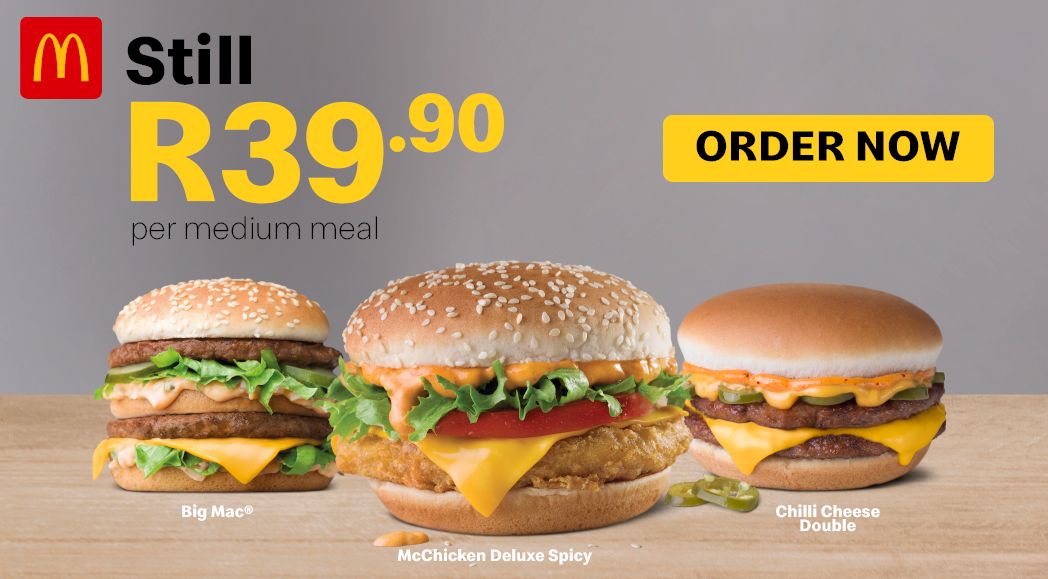 Still
R39.90
per medium meal
ORDER NOW
Big Mac®
McChicken Deluxe Spicy
Chilli Cheese
Double